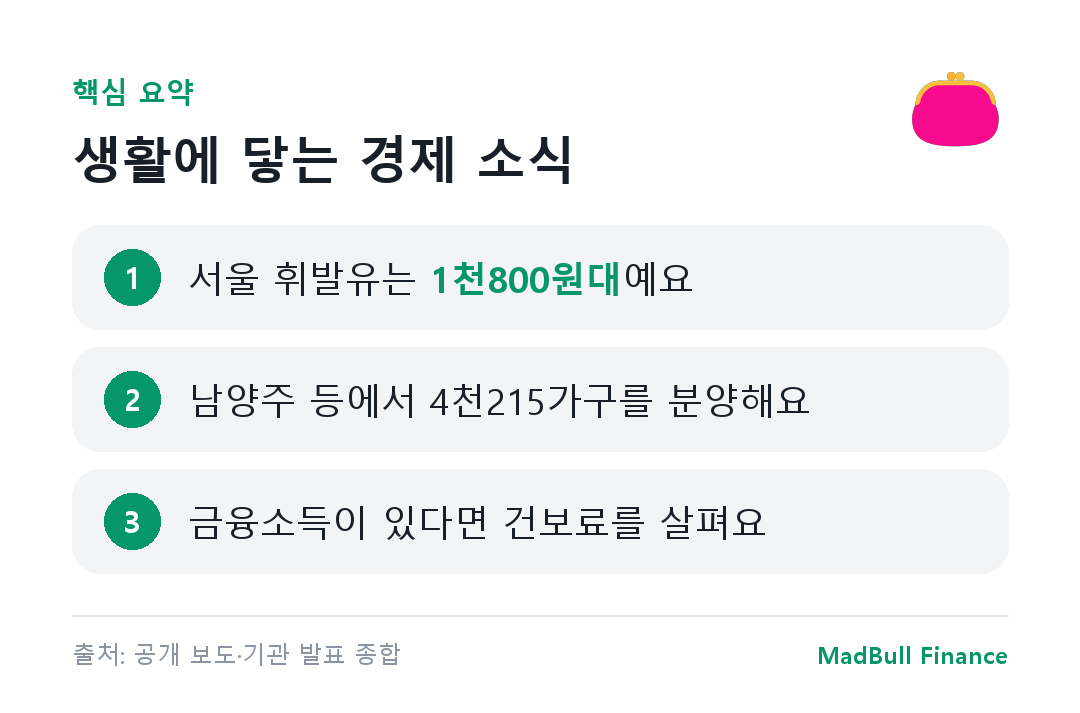 핵심 요약
생활에 닿는 경제 소식
1 서울 휘발유는 1천800원대예요
2 남양주 등에서 4천215가구를 분양해요
3 금융소득이 있다면 건보료를 살펴요
출처: 공개 보도·기관 발표 종합
MadBull Finance